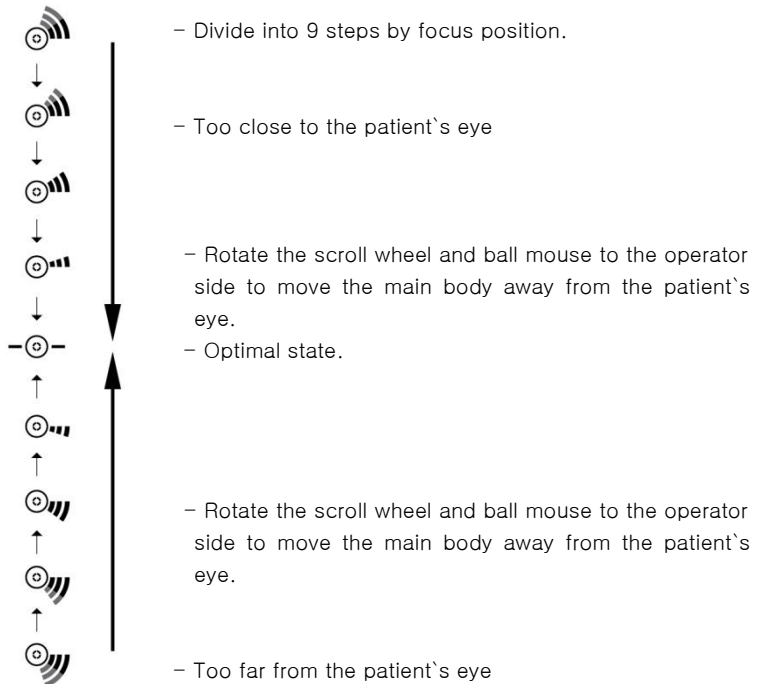 - Divide into 9 steps by focus position.
- Too close to the patient`s eye
- Rotate the scroll wheel and ball mouse to the operator
side to move the main body away from the patient`s
eye.
- Optimal state.
- Rotate the scroll wheel and ball mouse to the operator
side to move the main body away from the patient`s
eye.
- Too far from the patient`s eye